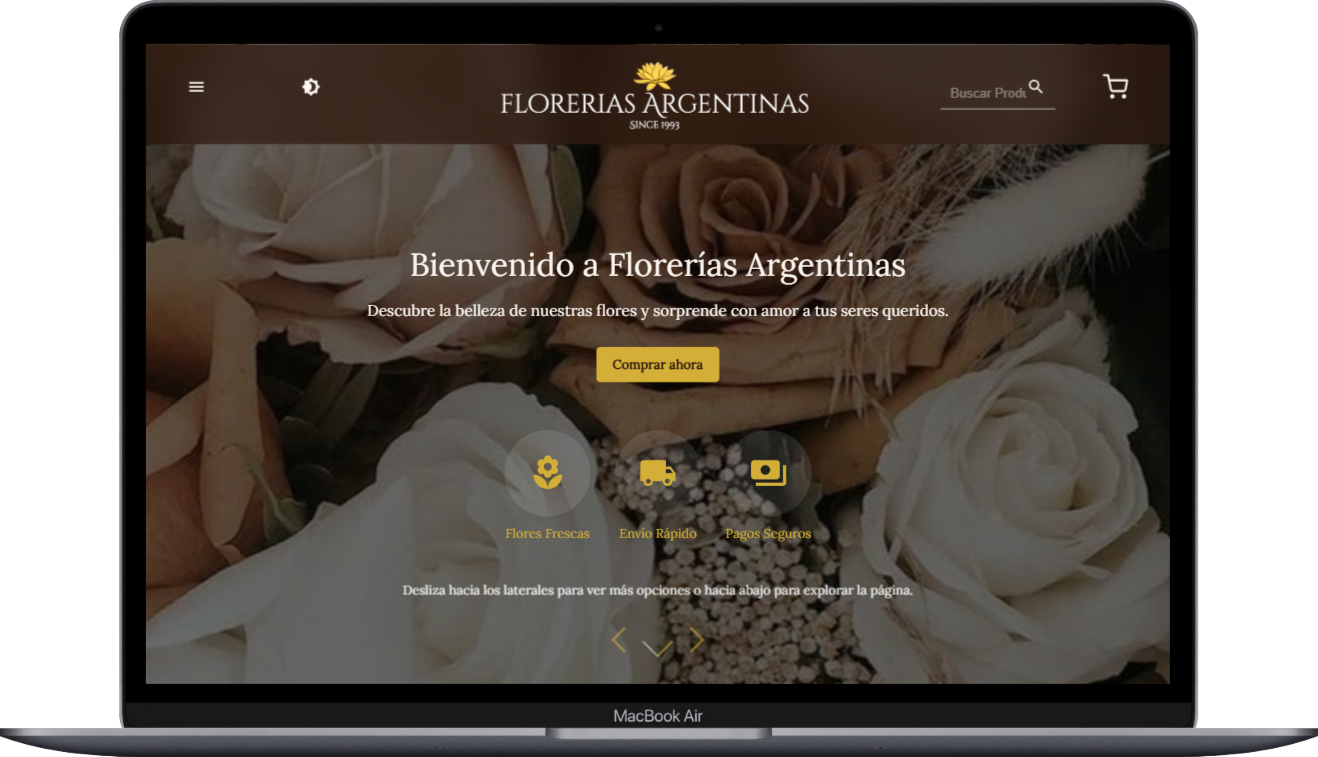 FLORERIAS ARGENTINAS
SINCE 1993
Buscar Produ
Bienvenido a Florerías Argentinas
Descubre la belleza de nuestras flores y sorprende con amor a tus seres queridos.
Comprar ahora
Flores Frescas Envío Rápido Pagos Seguros
Desliza hacia los laterales para ver más opciones o hacia abajo para explorar la página.
MacBook Air